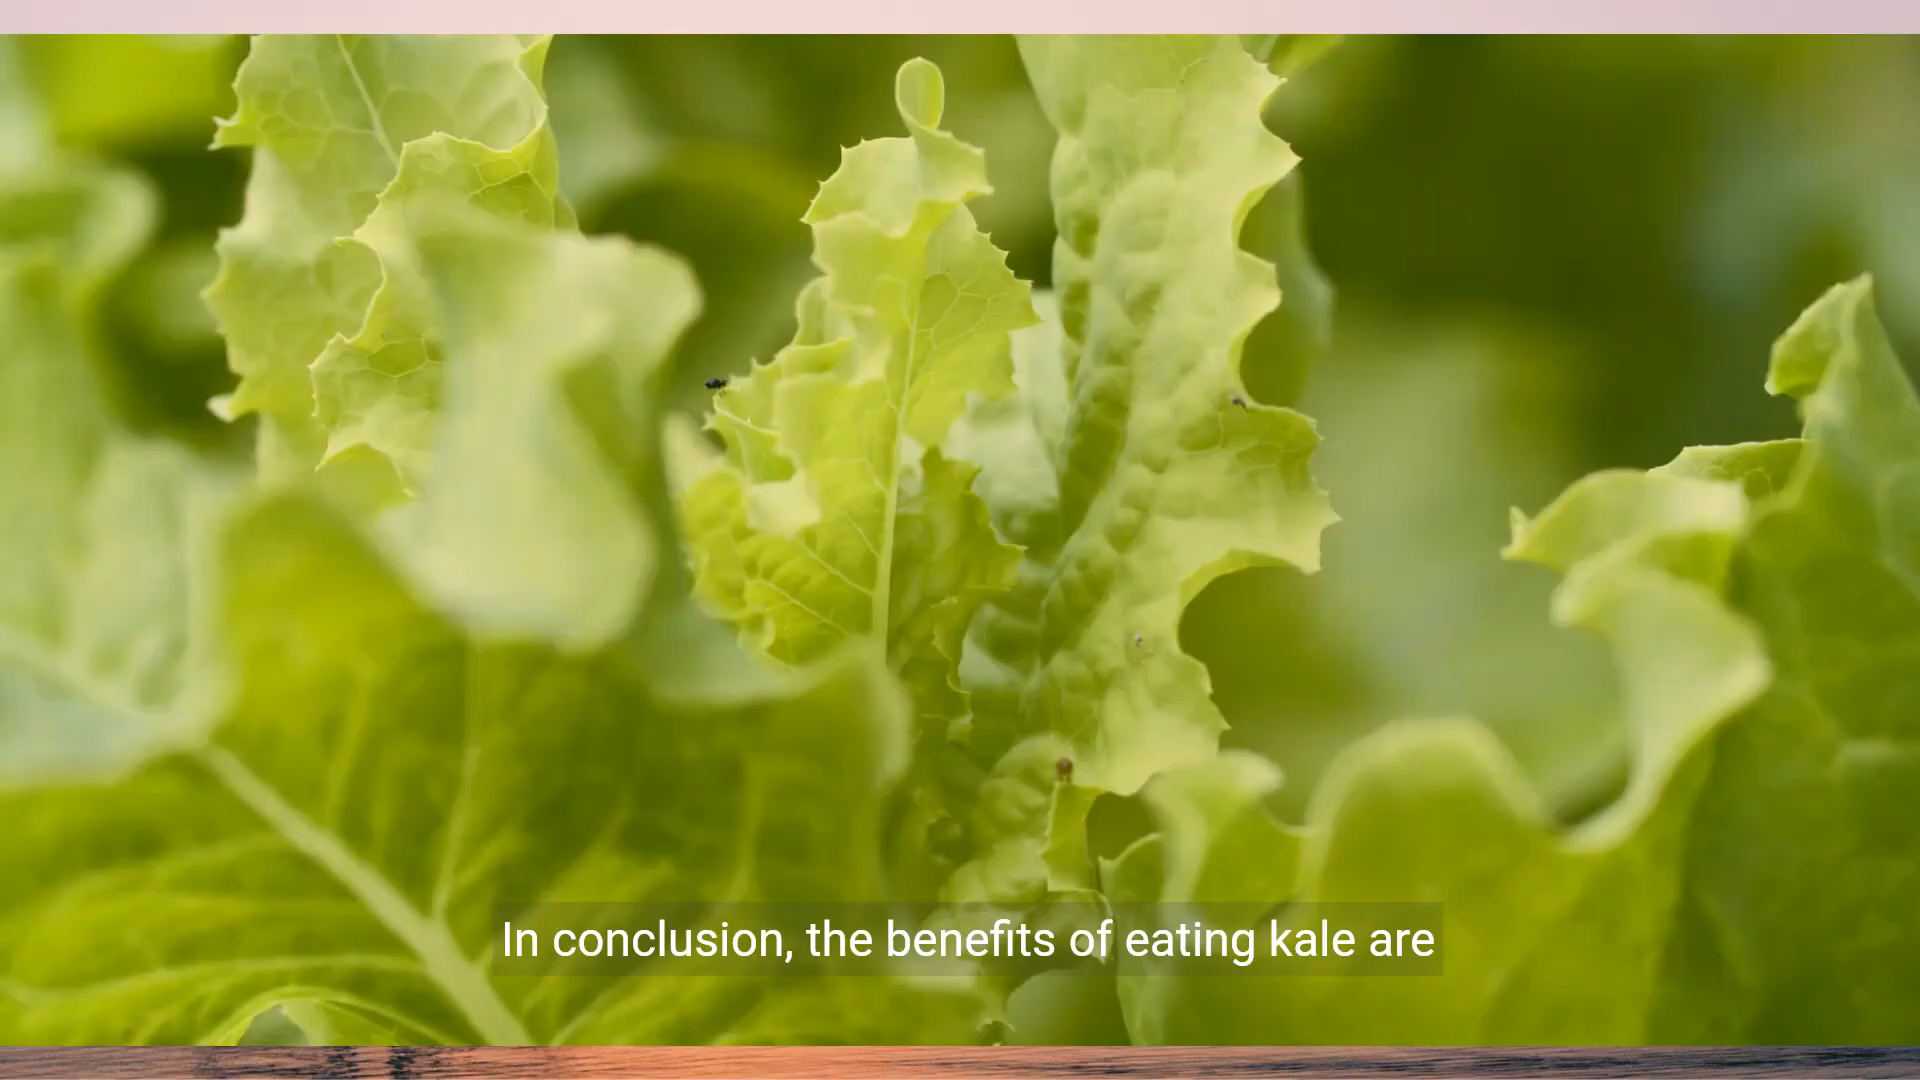 In conclusion, the benefits of eating kale are